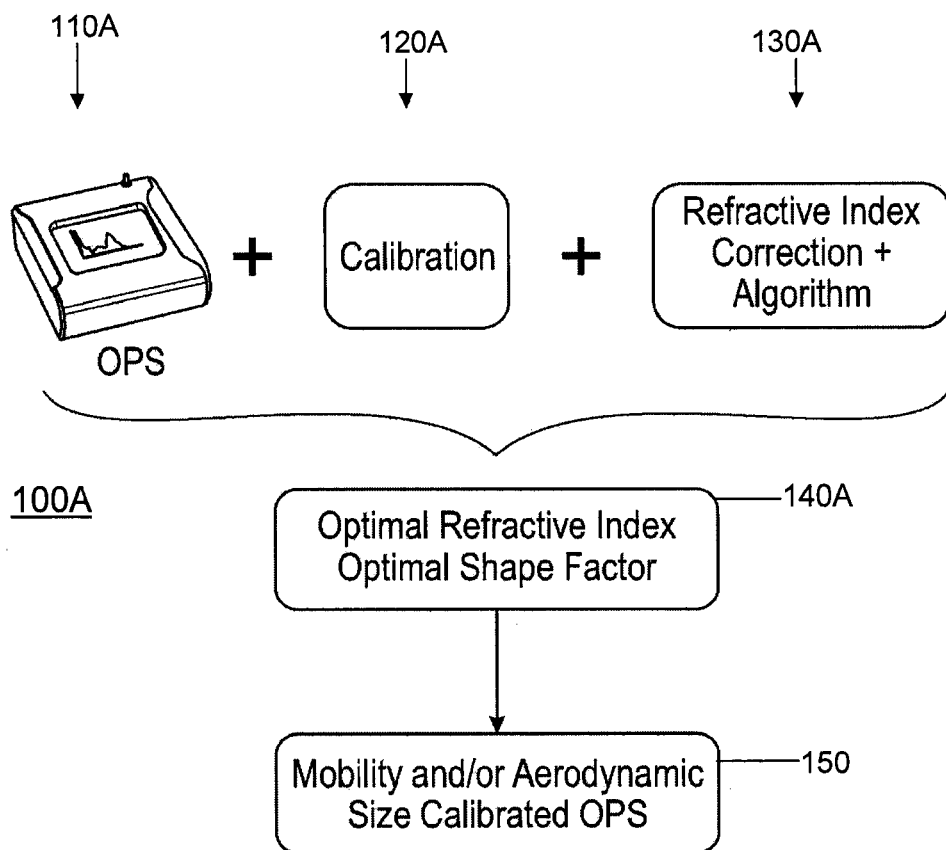 110A
120A
130A
+
Calibration
+
Refractive Index
Correction +
Algorithm
OPS
100A
140A
Optimal Refractive Index
Optimal Shape Factor
150
Mobility and/or Aerodynamic
Size Calibrated OPS